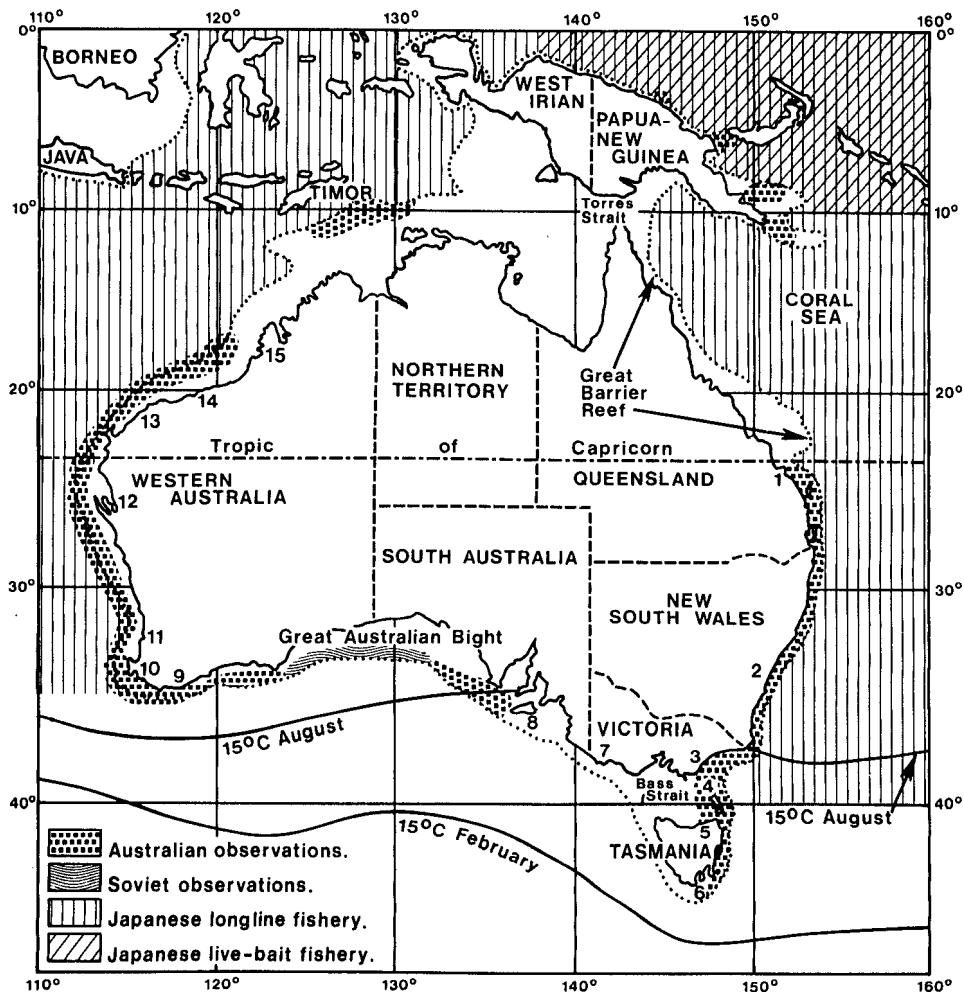 110° 120° 130° 140° 150° 160°
0° 0°
BORNEO
WEST
IRIAN
PAPUA-
NEW
GUINEA
JAVA
TIMOR
10° 10°
Torres
Strait
CORAL
SEA
15
NORTHERN
TERRITORY
Great
Barrier
Reef
20° 20°
14
13
Tropic of Capricorn
WESTERN
AUSTRALIA
QUEENSLAND
1
12
SOUTH AUSTRALIA
30° 30°
NEW
SOUTH WALES
11
Great Australian Bight
10
9
2
8
15°C August
VICTORIA
7
3
Bass
Strait
4
40° 40°
15°C August
15°C February
5
TASMANIA
6
Australian observations.
Soviet observations.
Japanese longline fishery.
Japanese live-bait fishery.
110° 120° 130° 140° 150° 160°